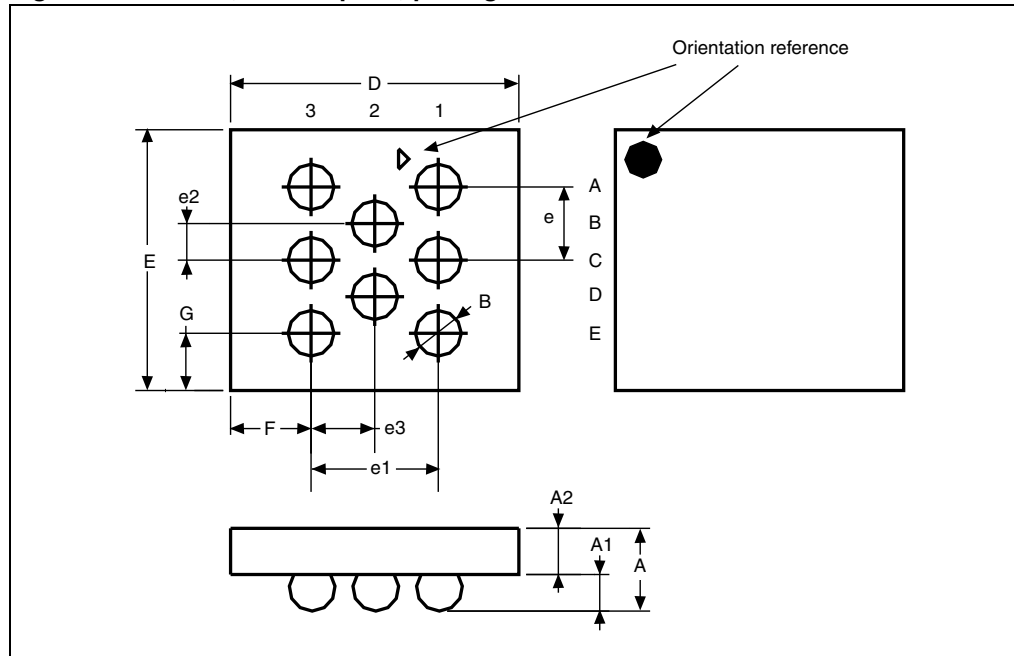 Orientation reference
D
3 2 1
A
e2
e B
E C
D
G B
E
F e3
e1
A2
A1
A